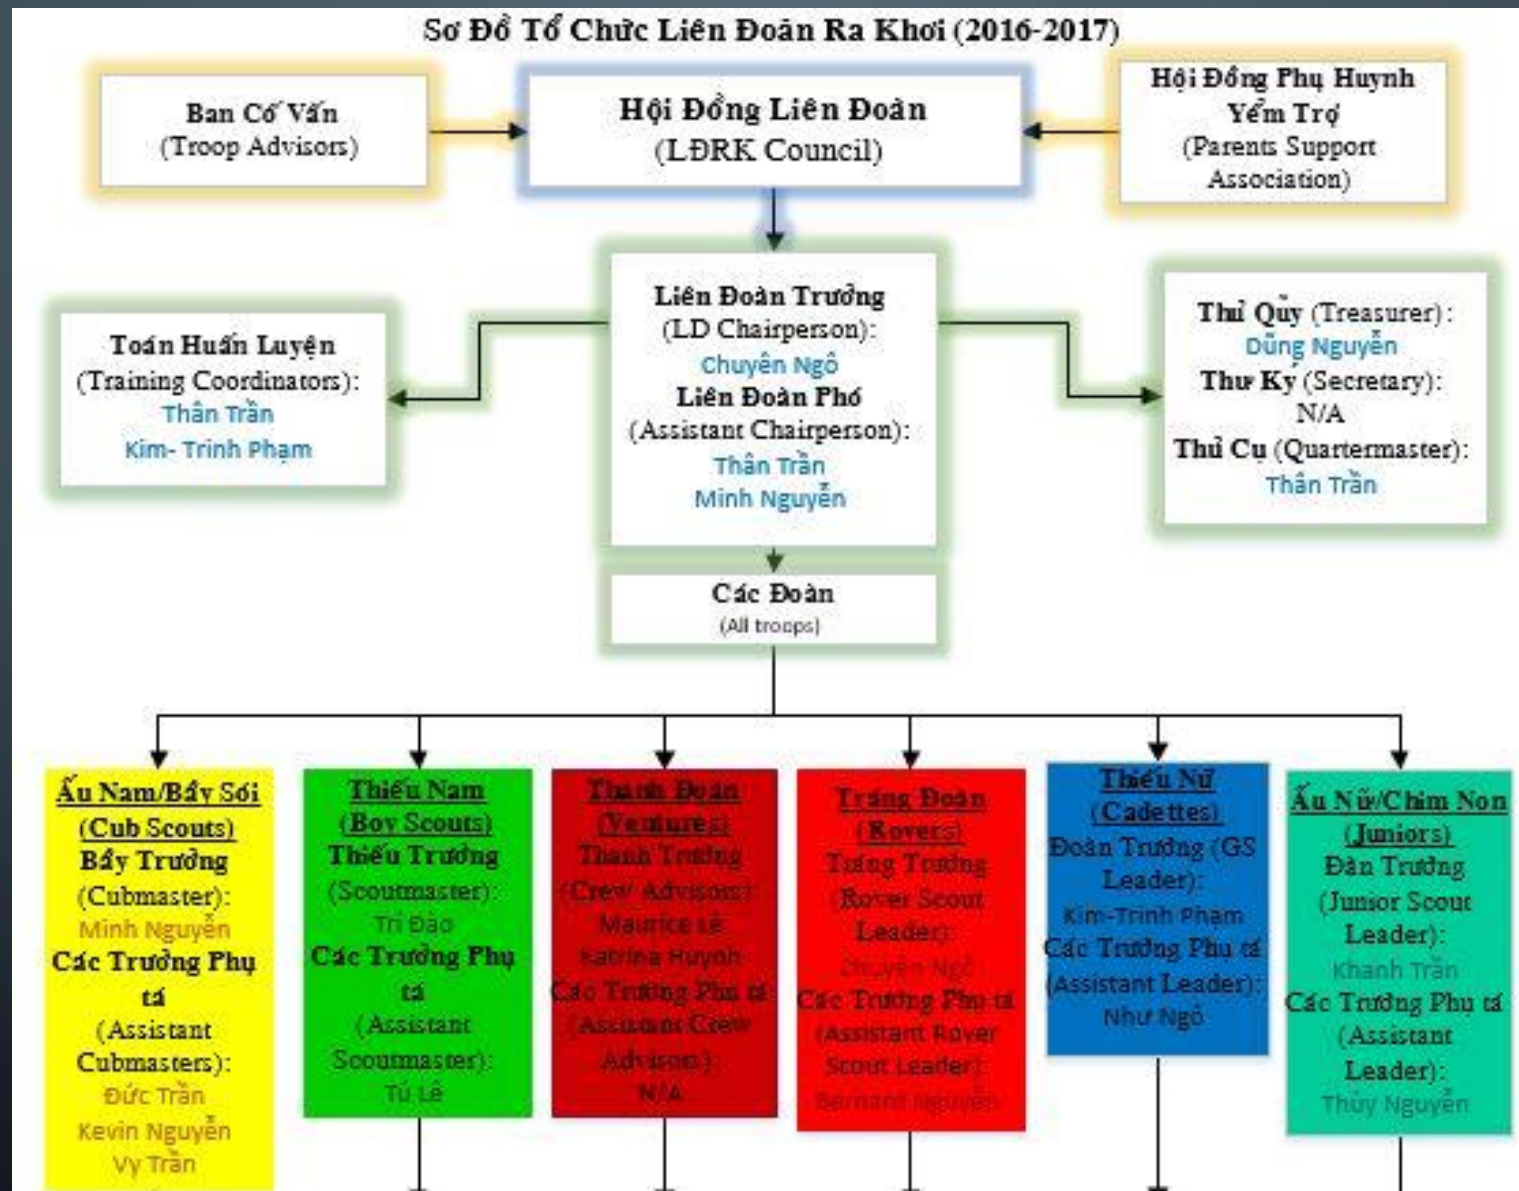 Sơ Đồ Tổ Chức Liên Đoàn Ra Khơi (2016-2017)
Ban Cố Vấn
(Troop Advisors)
Hội Đồng Liên Đoàn
(LĐRK Council)
Hội Đồng Phụ Huynh
Yểm Trợ
(Parents Support
Association)
Toán Huấn Luyện
(Training Coordinators):
Thân Trần
Kim- Trinh Phạm
Liên Đoàn Trưởng
(LD Chairperson):
Chuyên Ngô
Liên Đoàn Phó
(Assistant Chairperson):
Thân Trần
Minh Nguyễn
Thủ Qũy (Treasurer):
Dũng Nguyễn
Thư Ký (Secretary):
N/A
Thủ Cụ (Quartermaster):
Thân Trần
Các Đoàn
(All troops)
Ấu Nam/Bầy Sói
(Cub Scouts)
Bầy Trưởng
(Cubmaster):
Minh Nguyễn
Các Trưởng Phụ
tá
(Assistant
Cubmasters):
Đức Trần
Kevin Nguyễn
Vy Trần
Thiếu Nam
(Boy Scouts)
Thiếu Trưởng
(Scoutmaster):
Trí Đào
Các Trưởng Phụ
tá
(Assistant
Scoutmaster):
Tú Lê
Thanh Đoàn
(Ventures)
Thanh Trưởng
(Crew Advisors):
Maurice Lê
Katrina Huynh
Các Trưởng Phụ tá
(Assistant Crew
Advisors):
N/A
Tráng Đoàn
(Rovers)
Tráng Trưởng
(Rover Scout
Leader):
Chuyên Ngô
Các Trưởng Phụ tá
(Assistant Rover
Scout Leader):
Bernard Nguyễn
Thiếu Nữ
(Cadettes)
Đoàn Trưởng (GS
Leader):
Kim-Trinh Phạm
Các Trưởng Phụ tá
(Assistant Leader):
Như Ngô
Ấu Nữ/Chim Non
(Juniors)
Đàn Trưởng
(Junior Scout
Leader):
Khanh Trần
Các Trưởng Phụ tá
(Assistant
Leader):
Thùy Nguyễn